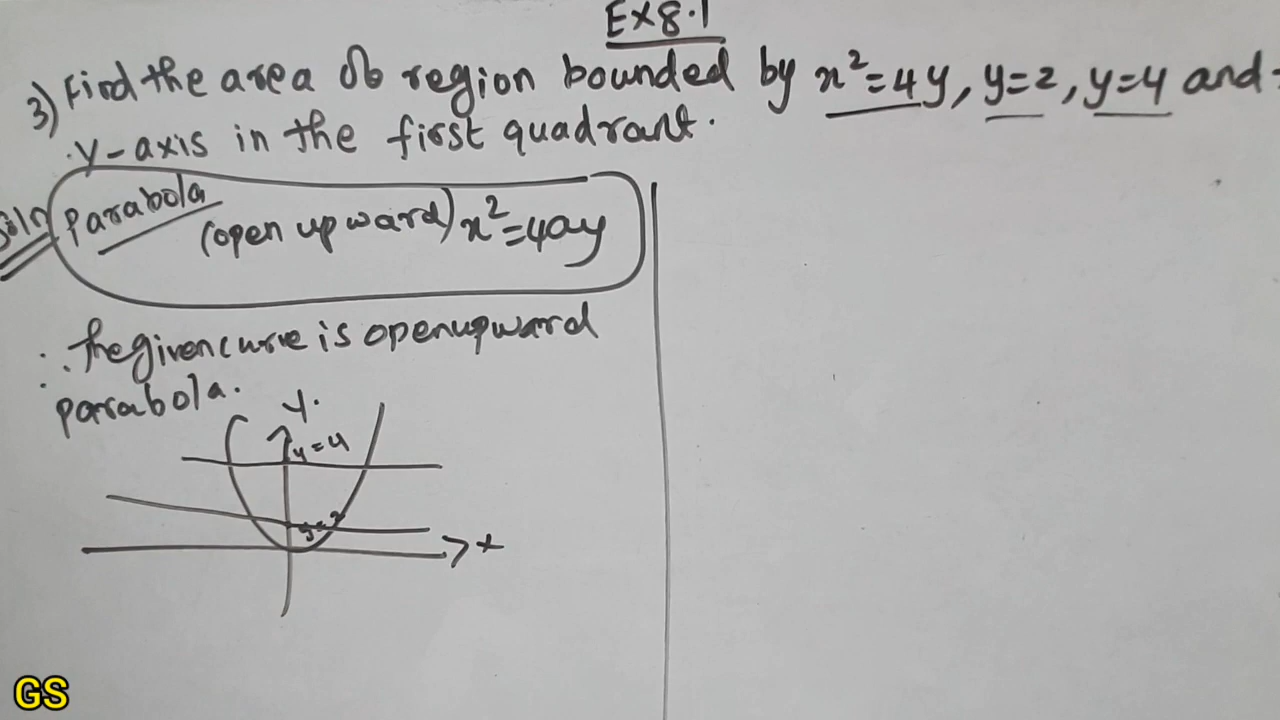 EX8.1
3) Find the area of region bounded by x²=4y, y=2, y=4 and
y-axis in the first quadrant.
Soln
Parabola
(open upward) x²=4ay
∴ The given curve is open upward
parabola.
y
y=4
y=2
x
GS